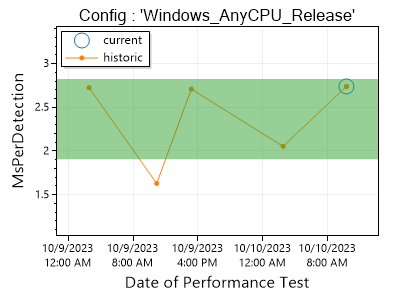 Config : 'Windows_AnyCPU_Release'
current
historic
3
2.5
2
1.5
MsPerDetection
10/9/2023 10/9/2023 10/9/2023 10/10/2023 10/10/2023
12:00 AM 8:00 AM 4:00 PM 12:00 AM 8:00 AM
Date of Performance Test